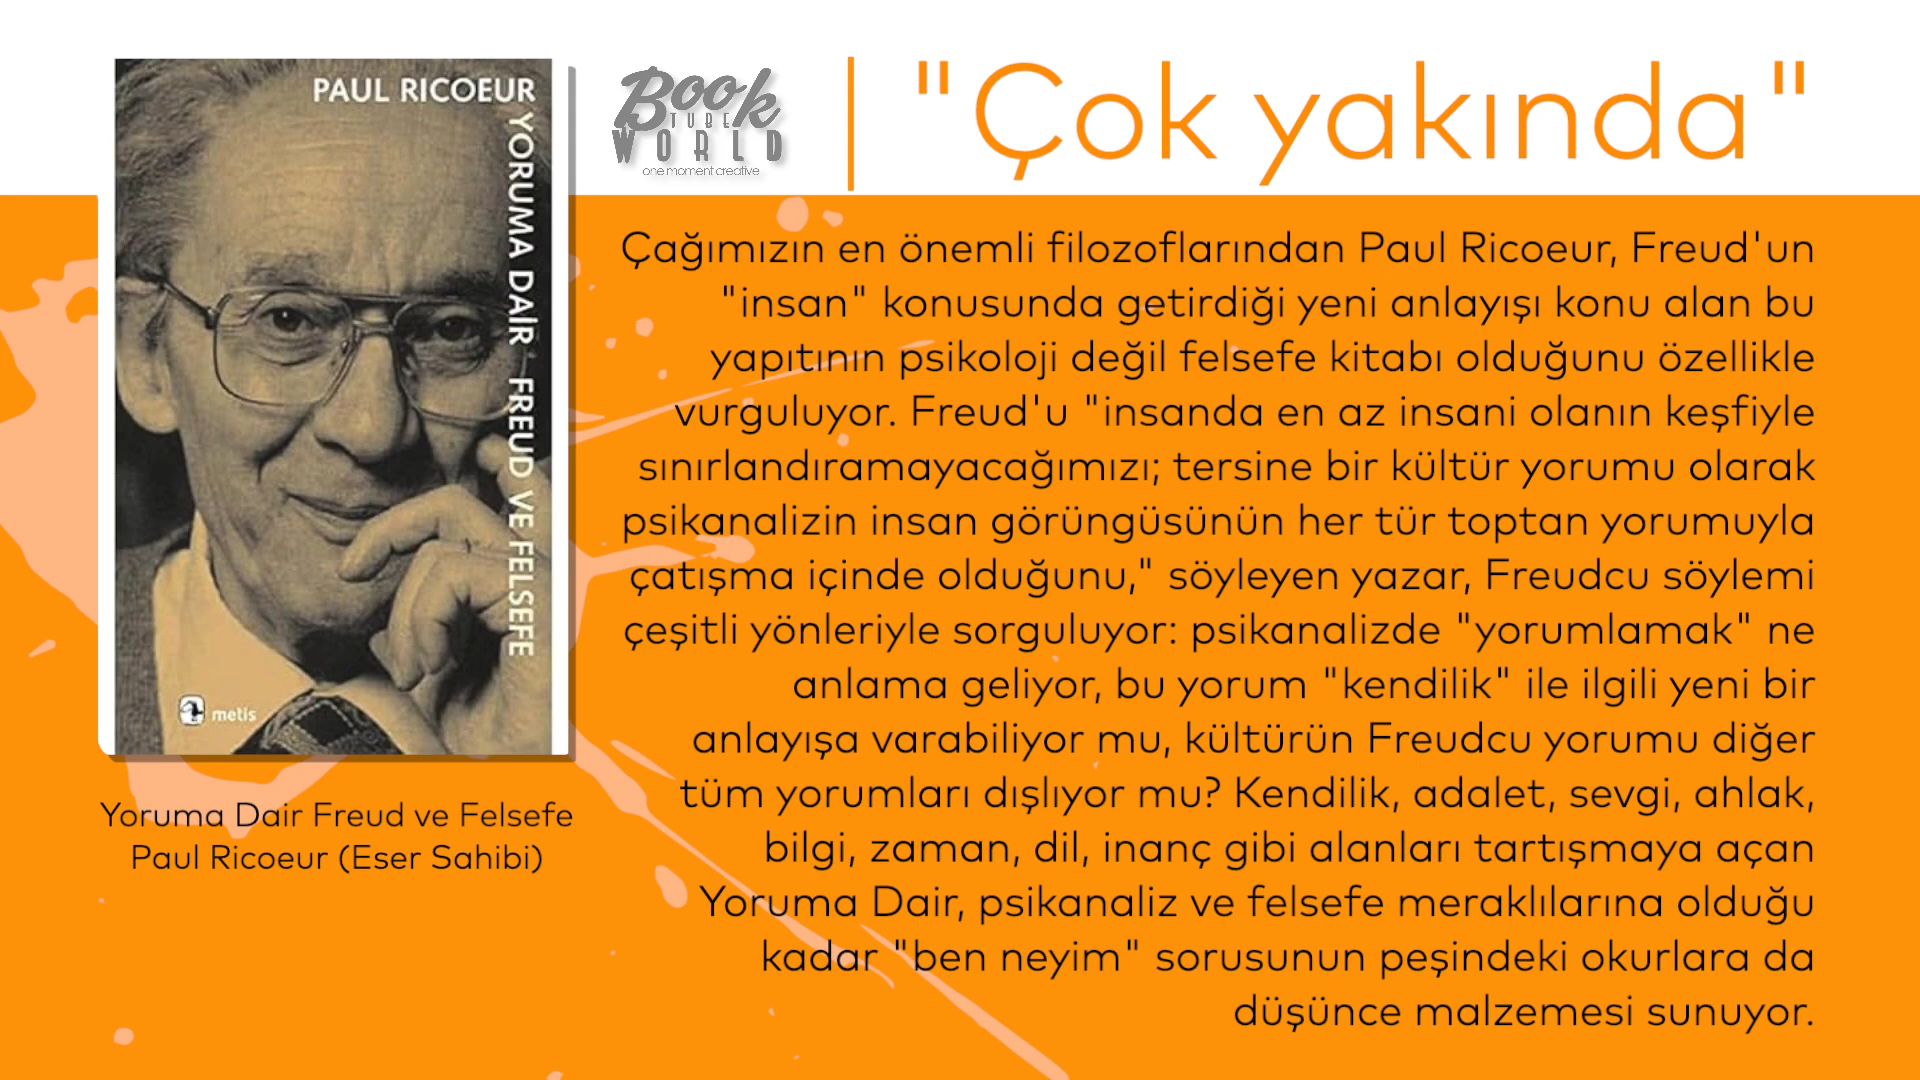 PAUL RICOEUR
YORUMA DAİR FREUD VE FELSEFE
metis
Book
TUBE
WORLD
one moment creative
"Çok yakında"
Çağımızın en önemli filozoflarından Paul Ricoeur, Freud'un
"insan" konusunda getirdiği yeni anlayışı konu alan bu
yapıtının psikoloji değil felsefe kitabı olduğunu özellikle
vurguluyor. Freud'u "insanda en az insani olanın keşfiyle
sınırlandıramayacağımızı; tersine bir kültür yorumu olarak
psikanalizin insan görüngüsünün her tür toptan yorumuyla
çatışma içinde olduğunu," söyleyen yazar, Freudcu söylemi
çeşitli yönleriyle sorguluyor: psikanalizde "yorumlamak" ne
anlama geliyor, bu yorum "kendilik" ile ilgili yeni bir
anlayışa varabiliyor mu, kültürün Freudcu yorumu diğer
tüm yorumları dışlıyor mu? Kendilik, adalet, sevgi, ahlak,
bilgi, zaman, dil, inanç gibi alanları tartışmaya açan
Yoruma Dair, psikanaliz ve felsefe meraklılarına olduğu
kadar "ben neyim" sorusunun peşindeki okurlara da
düşünce malzemesi sunuyor.
Yoruma Dair Freud ve Felsefe
Paul Ricoeur (Eser Sahibi)